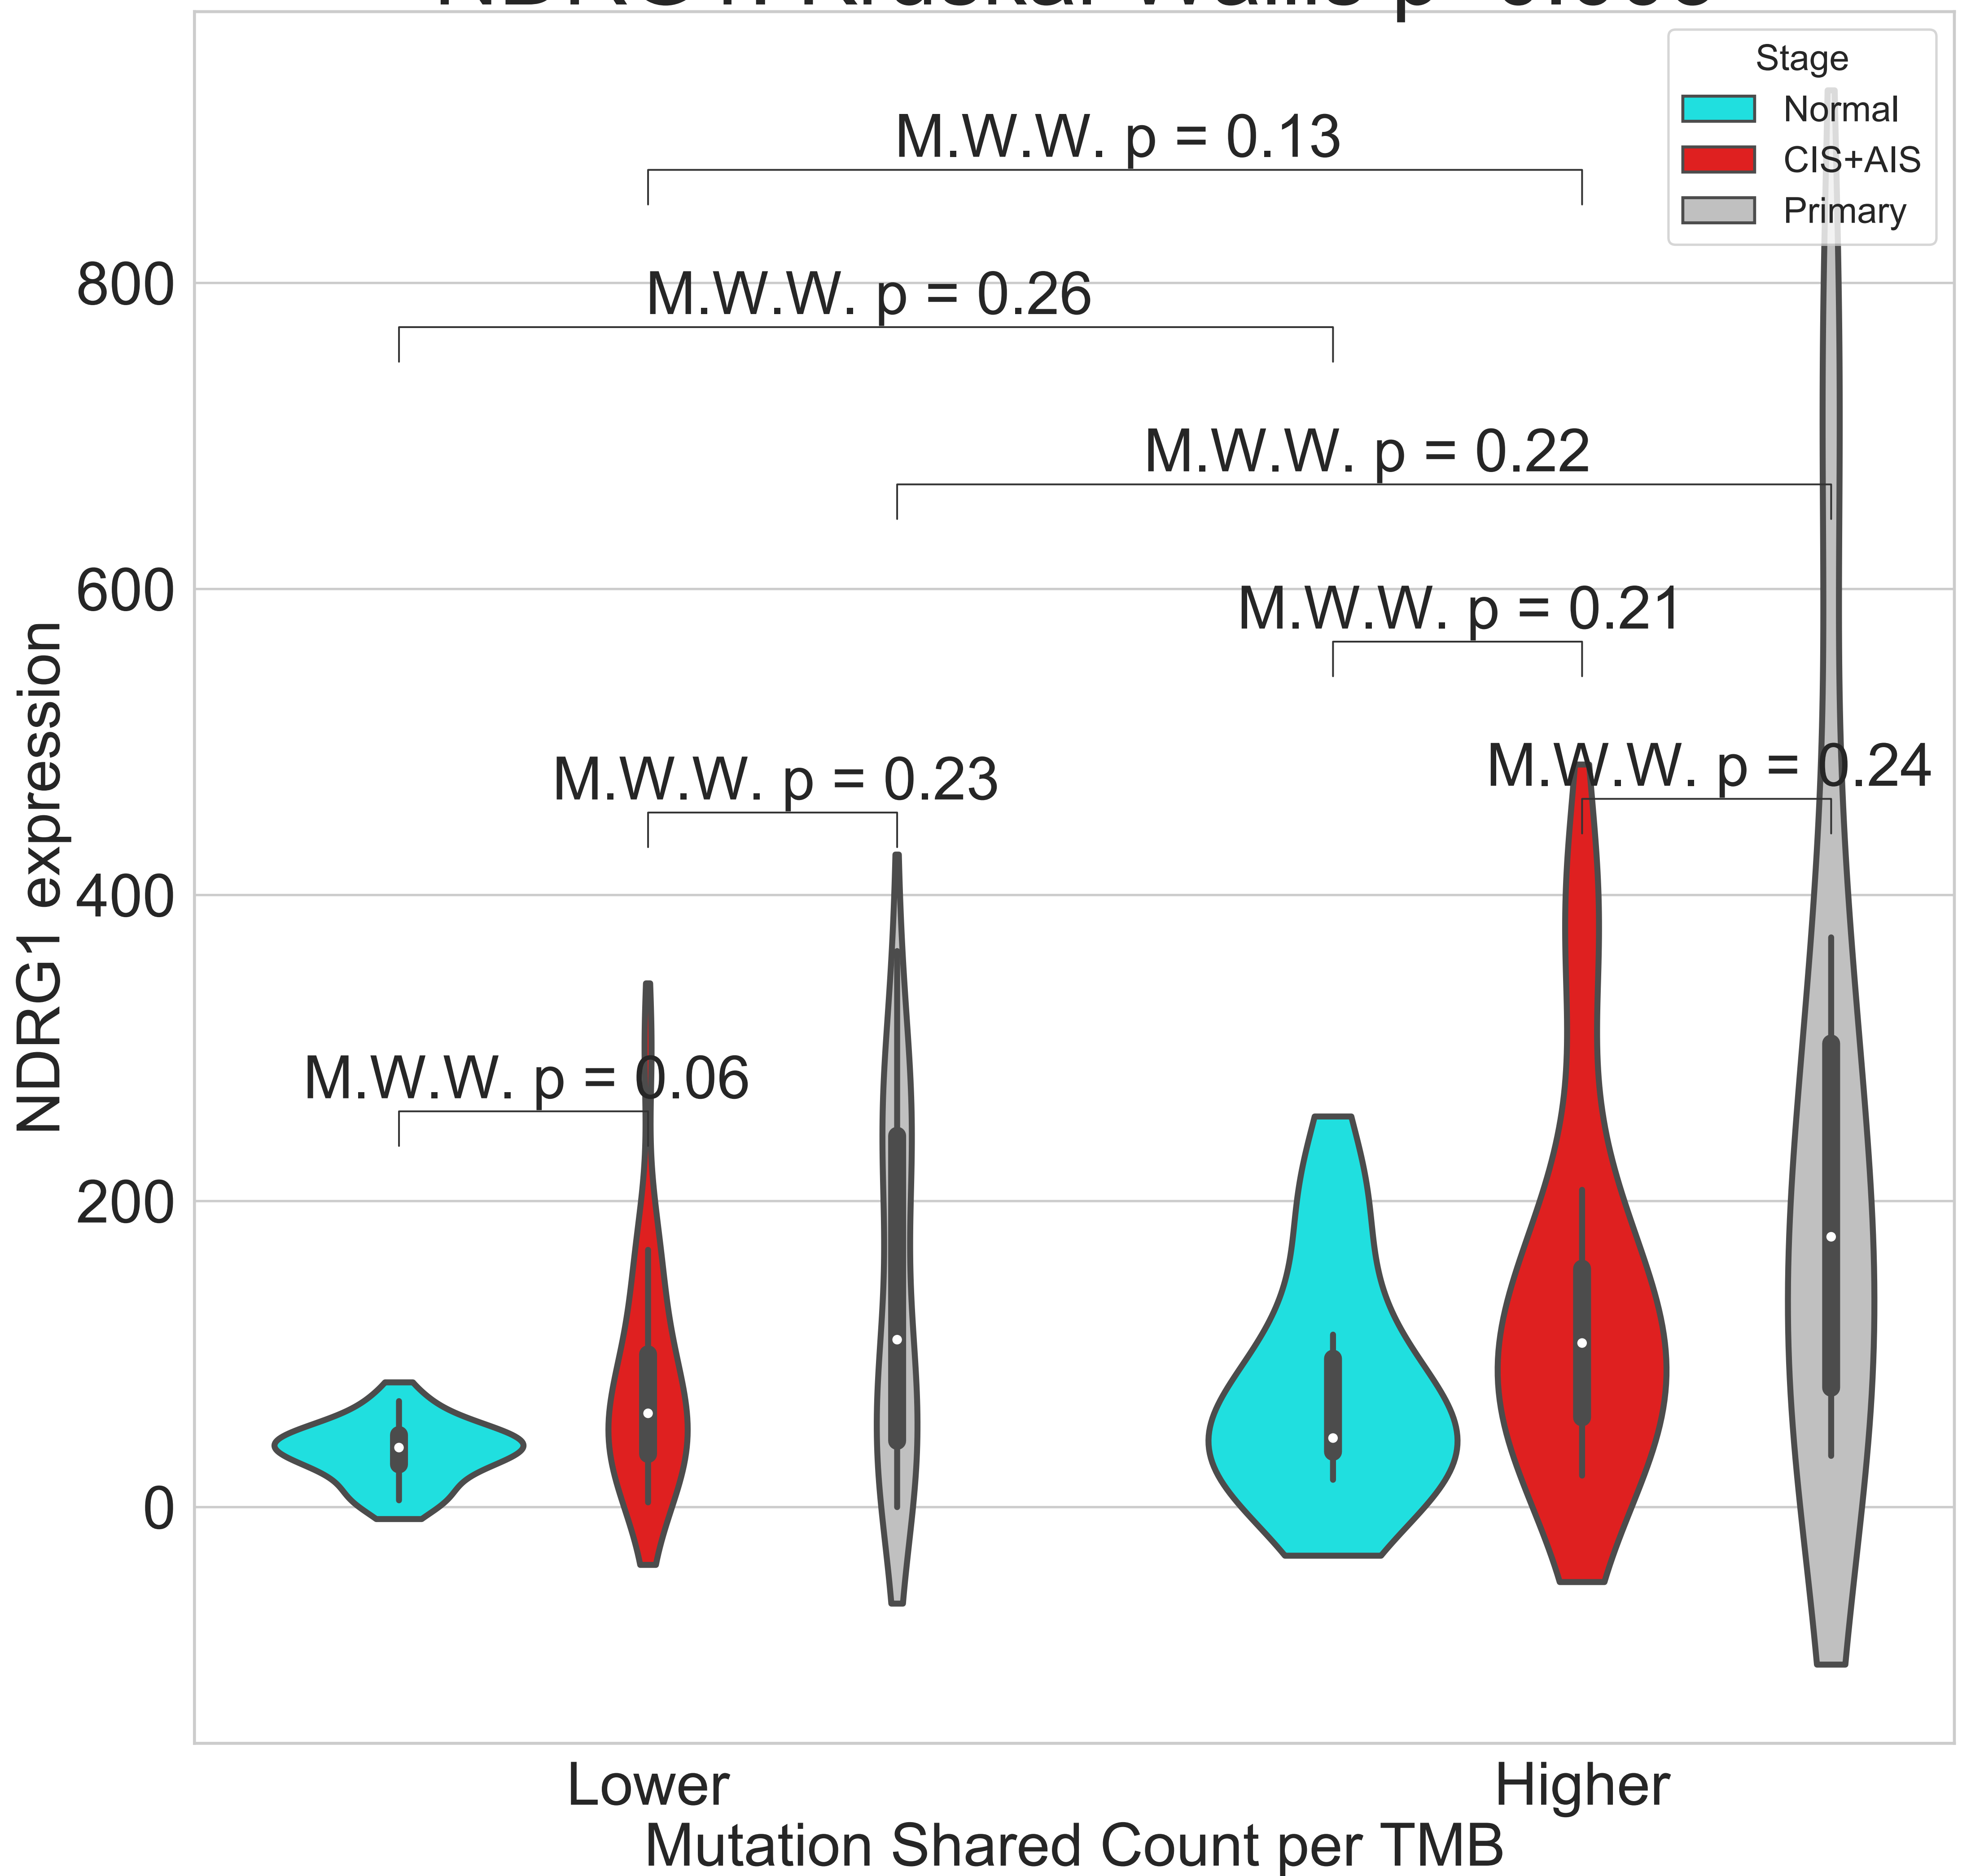 Stage
Normal
CIS+AIS
Primary
M.W.W. p = 0.13
M.W.W. p = 0.26
M.W.W. p = 0.22
M.W.W. p = 0.21
M.W.W. p = 0.24
M.W.W. p = 0.23
M.W.W. p = 0.06
800
600
400
200
0
NDRG1 expression
Lower
Higher
Mutation Shared Count per TMB